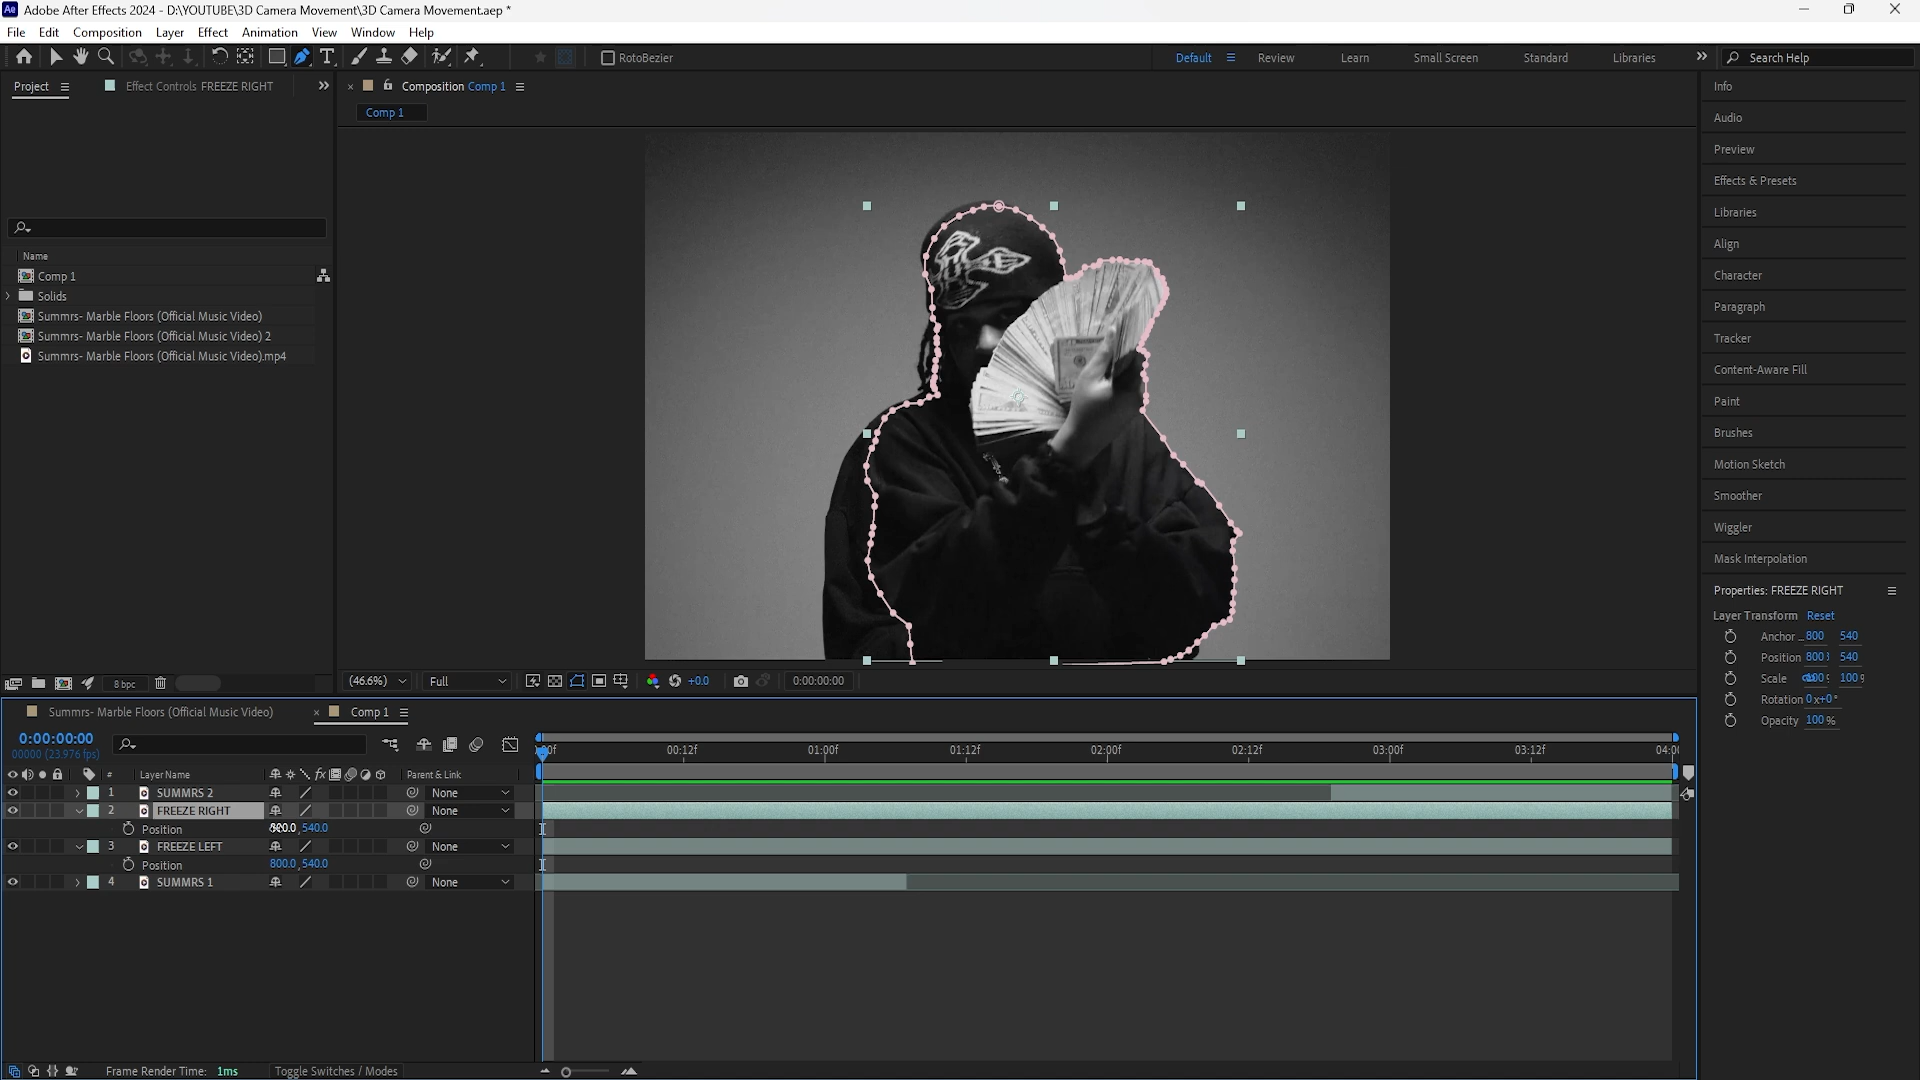 Ae Adobe After Effects 2024 - D:\YOUTUBE\3D Camera Movement\3D Camera Movement.aep *
File Edit Composition Layer Effect Animation View Window Help
RotoBezier
Default Review Learn Small Screen Standard Libraries Search Help
Project Effect Controls FREEZE RIGHT
Composition Comp 1
Comp 1
Name
Comp 1
Solids
Summrs- Marble Floors (Official Music Video)
Summrs- Marble Floors (Official Music Video) 2
Summrs- Marble Floors (Official Music Video).mp4
Info
Audio
Preview
Effects & Presets
Libraries
Align
Character
Paragraph
Tracker
Content-Aware Fill
Paint
Brushes
Motion Sketch
Smoother
Wiggler
Mask Interpolation
Properties: FREEZE RIGHT
Layer Transform Reset
Anchor ... 800 540
Position 800 540
Scale 100 100
Rotation 0x+0°
Opacity 100 %
8 bpc
(46.6%) Full +0.0 0:00:00:00
Summrs- Marble Floors (Official Music Video) Comp 1
0:00:00:00
00000 (23.976 fps)
00:12f 01:00f 01:12f 02:00f 02:12f 03:00f 03:12f
# Layer Name Parent & Link
1 SUMMRS 2 None
2 FREEZE RIGHT None
Position 540.0
3 FREEZE LEFT None
Position 800.0, 540.0
4 SUMMRS 1 None
Frame Render Time: 1ms Toggle Switches / Modes